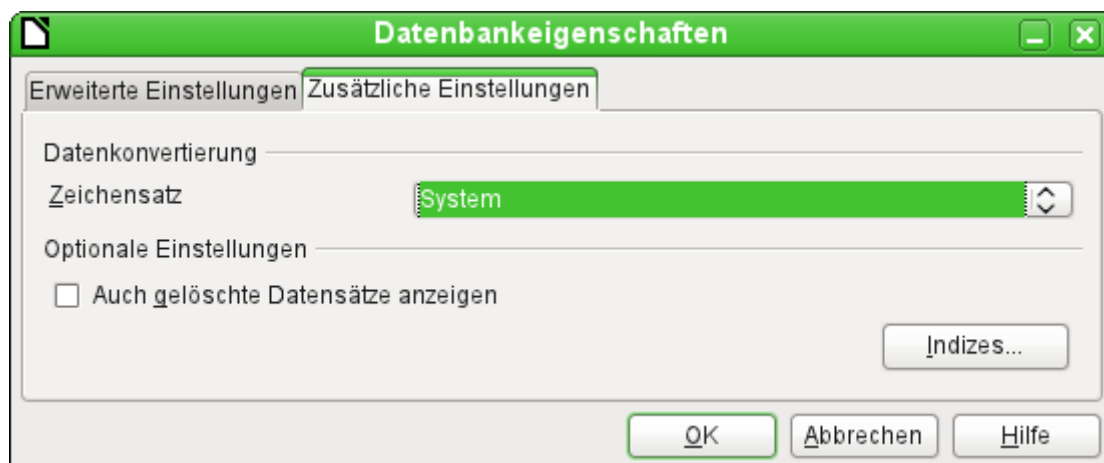 Datenbankeigenschaften
Erweiterte Einstellungen Zusätzliche Einstellungen
Datenkonvertierung
Zeichensatz System
Optionale Einstellungen
Auch gelöschte Datensätze anzeigen
Indizes...
OK Abbrechen Hilfe